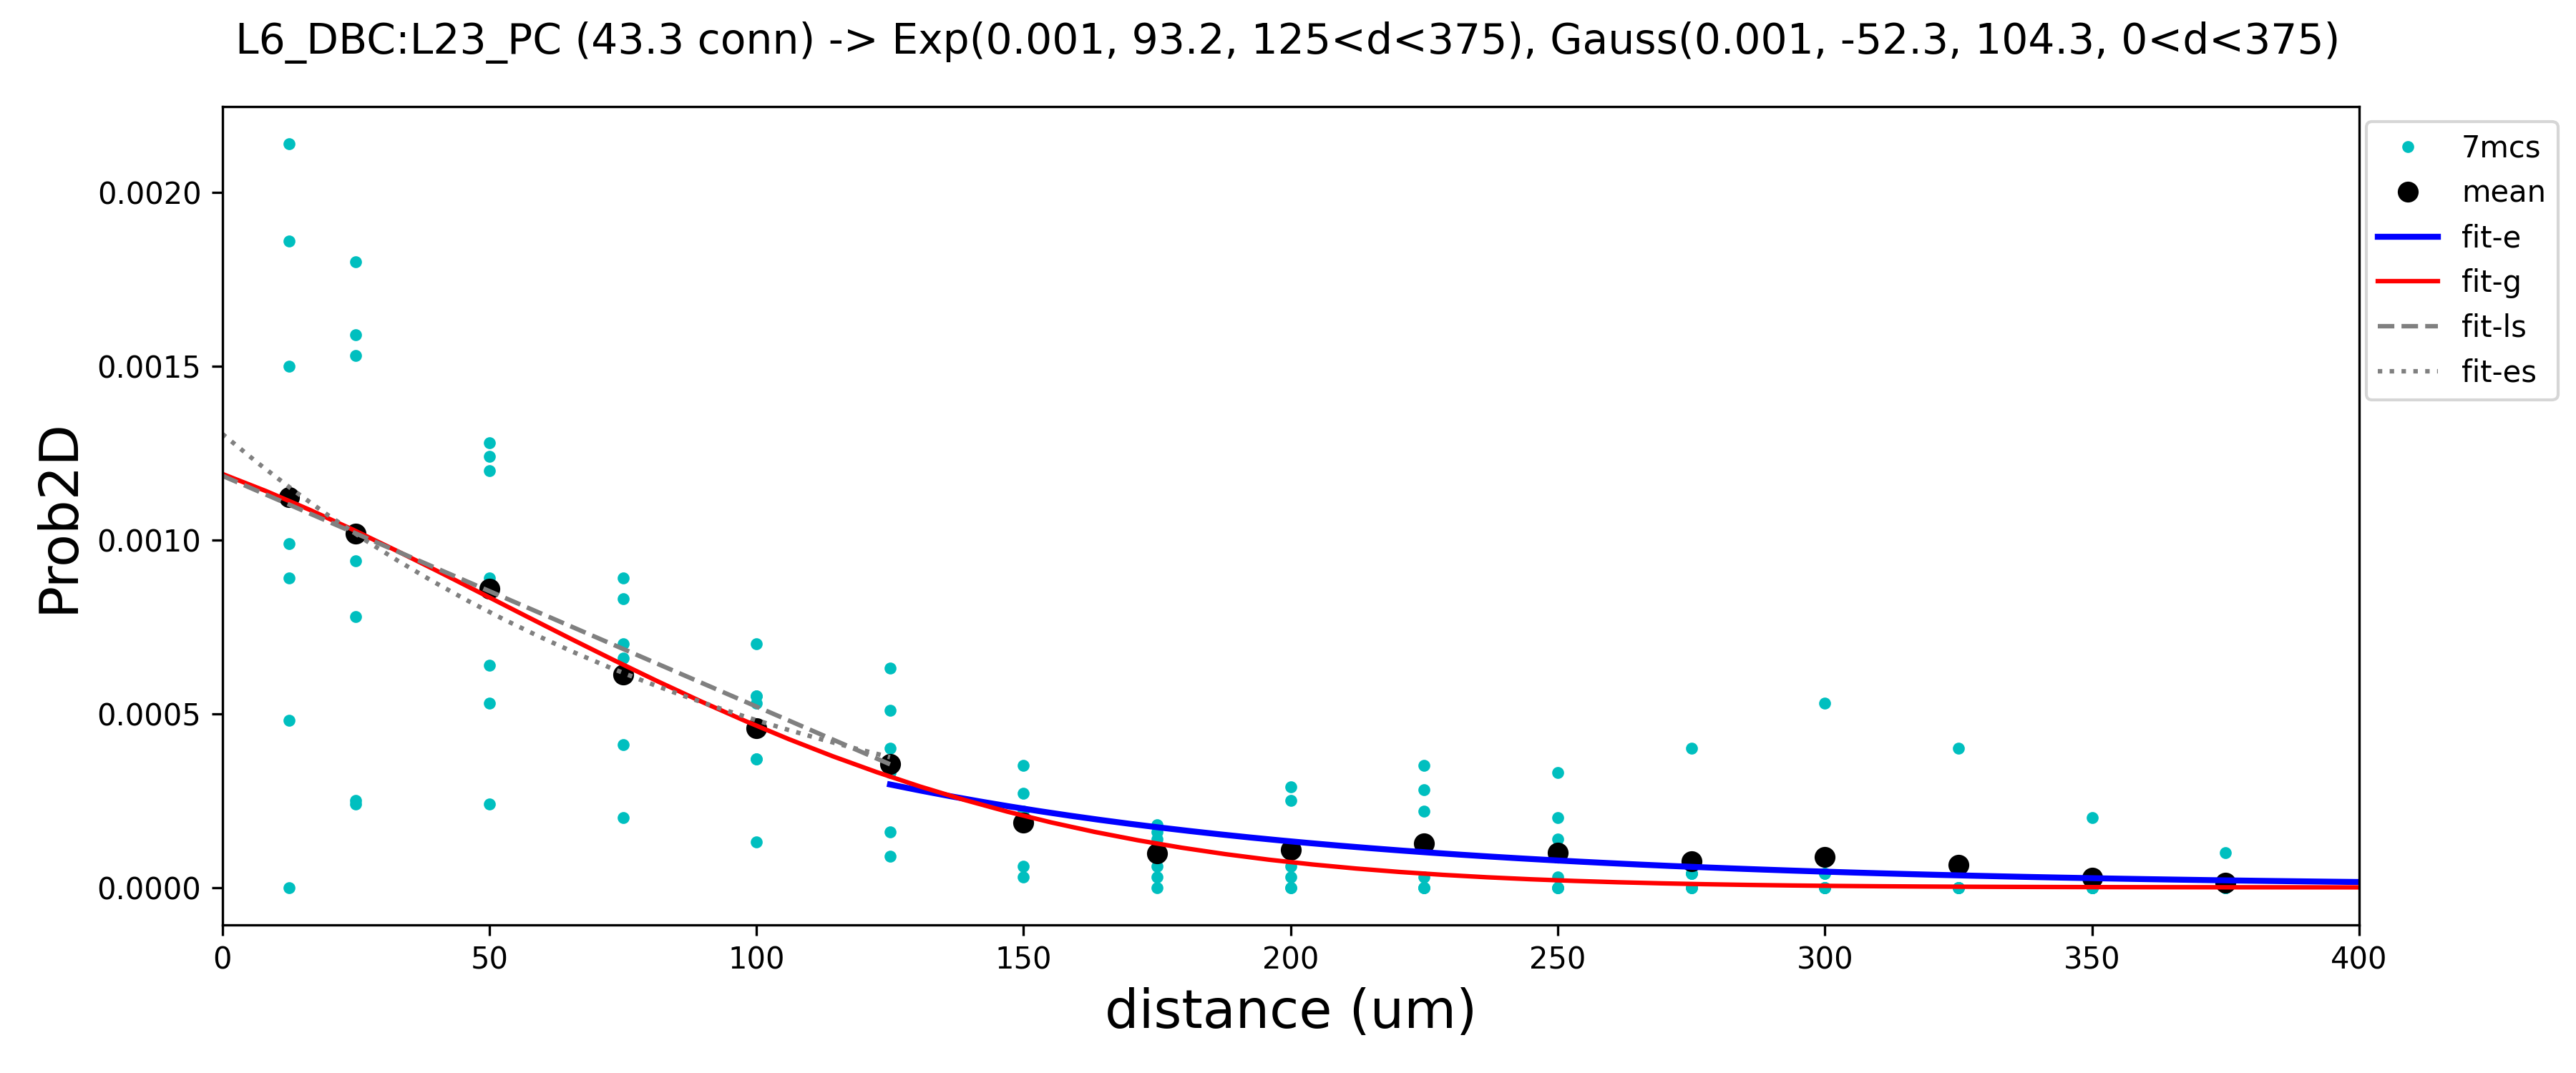 L6_DBC:L23_PC (43.3 conn) -> Exp(0.001, 93.2, 125<d<375), Gauss(0.001, -52.3, 104.3, 0<d<375)
7mcs
mean
fit-e
fit-g
fit-ls
fit-es
Prob2D
0.0020
0.0015
0.0010
0.0005
0.0000
0 50 100 150 200 250 300 350 400
distance (um)